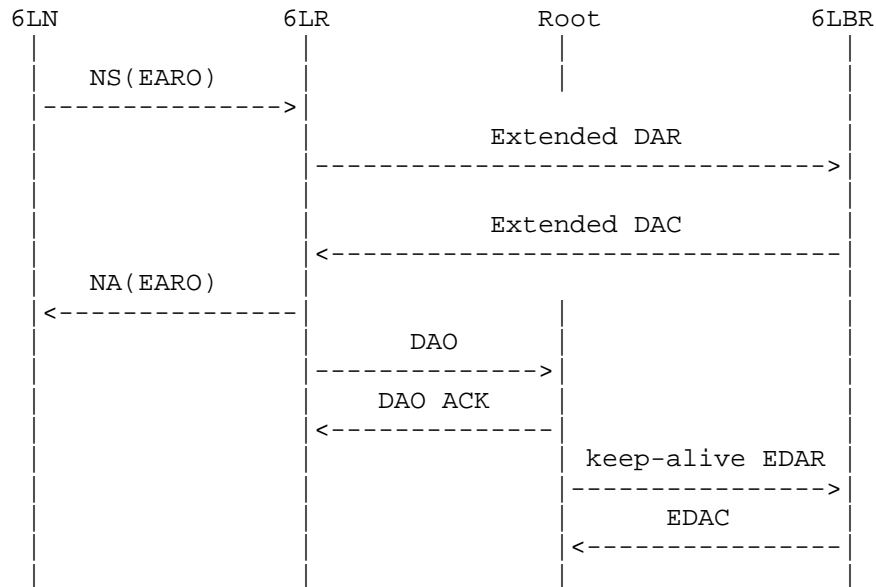 6LN 6LR Root 6LBR
NS(EARO)
Extended DAR
Extended DAC
NA(EARO)
DAO
DAO ACK
keep-alive EDAR
EDAC